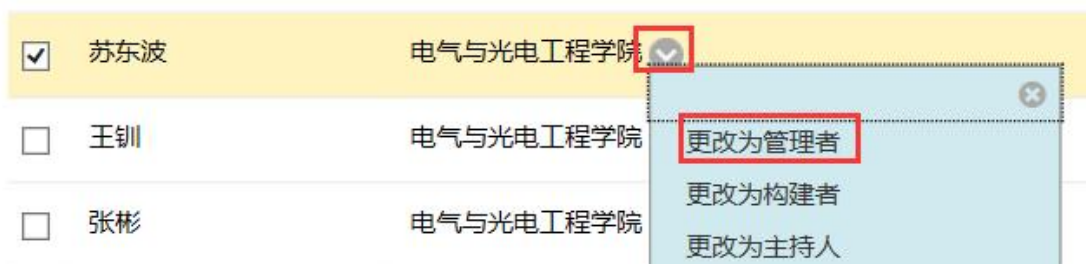 苏东波 电气与光电工程学院
王钏 电气与光电工程学院 更改为管理者
更改为构建者
张彬 电气与光电工程学院
更改为主持人